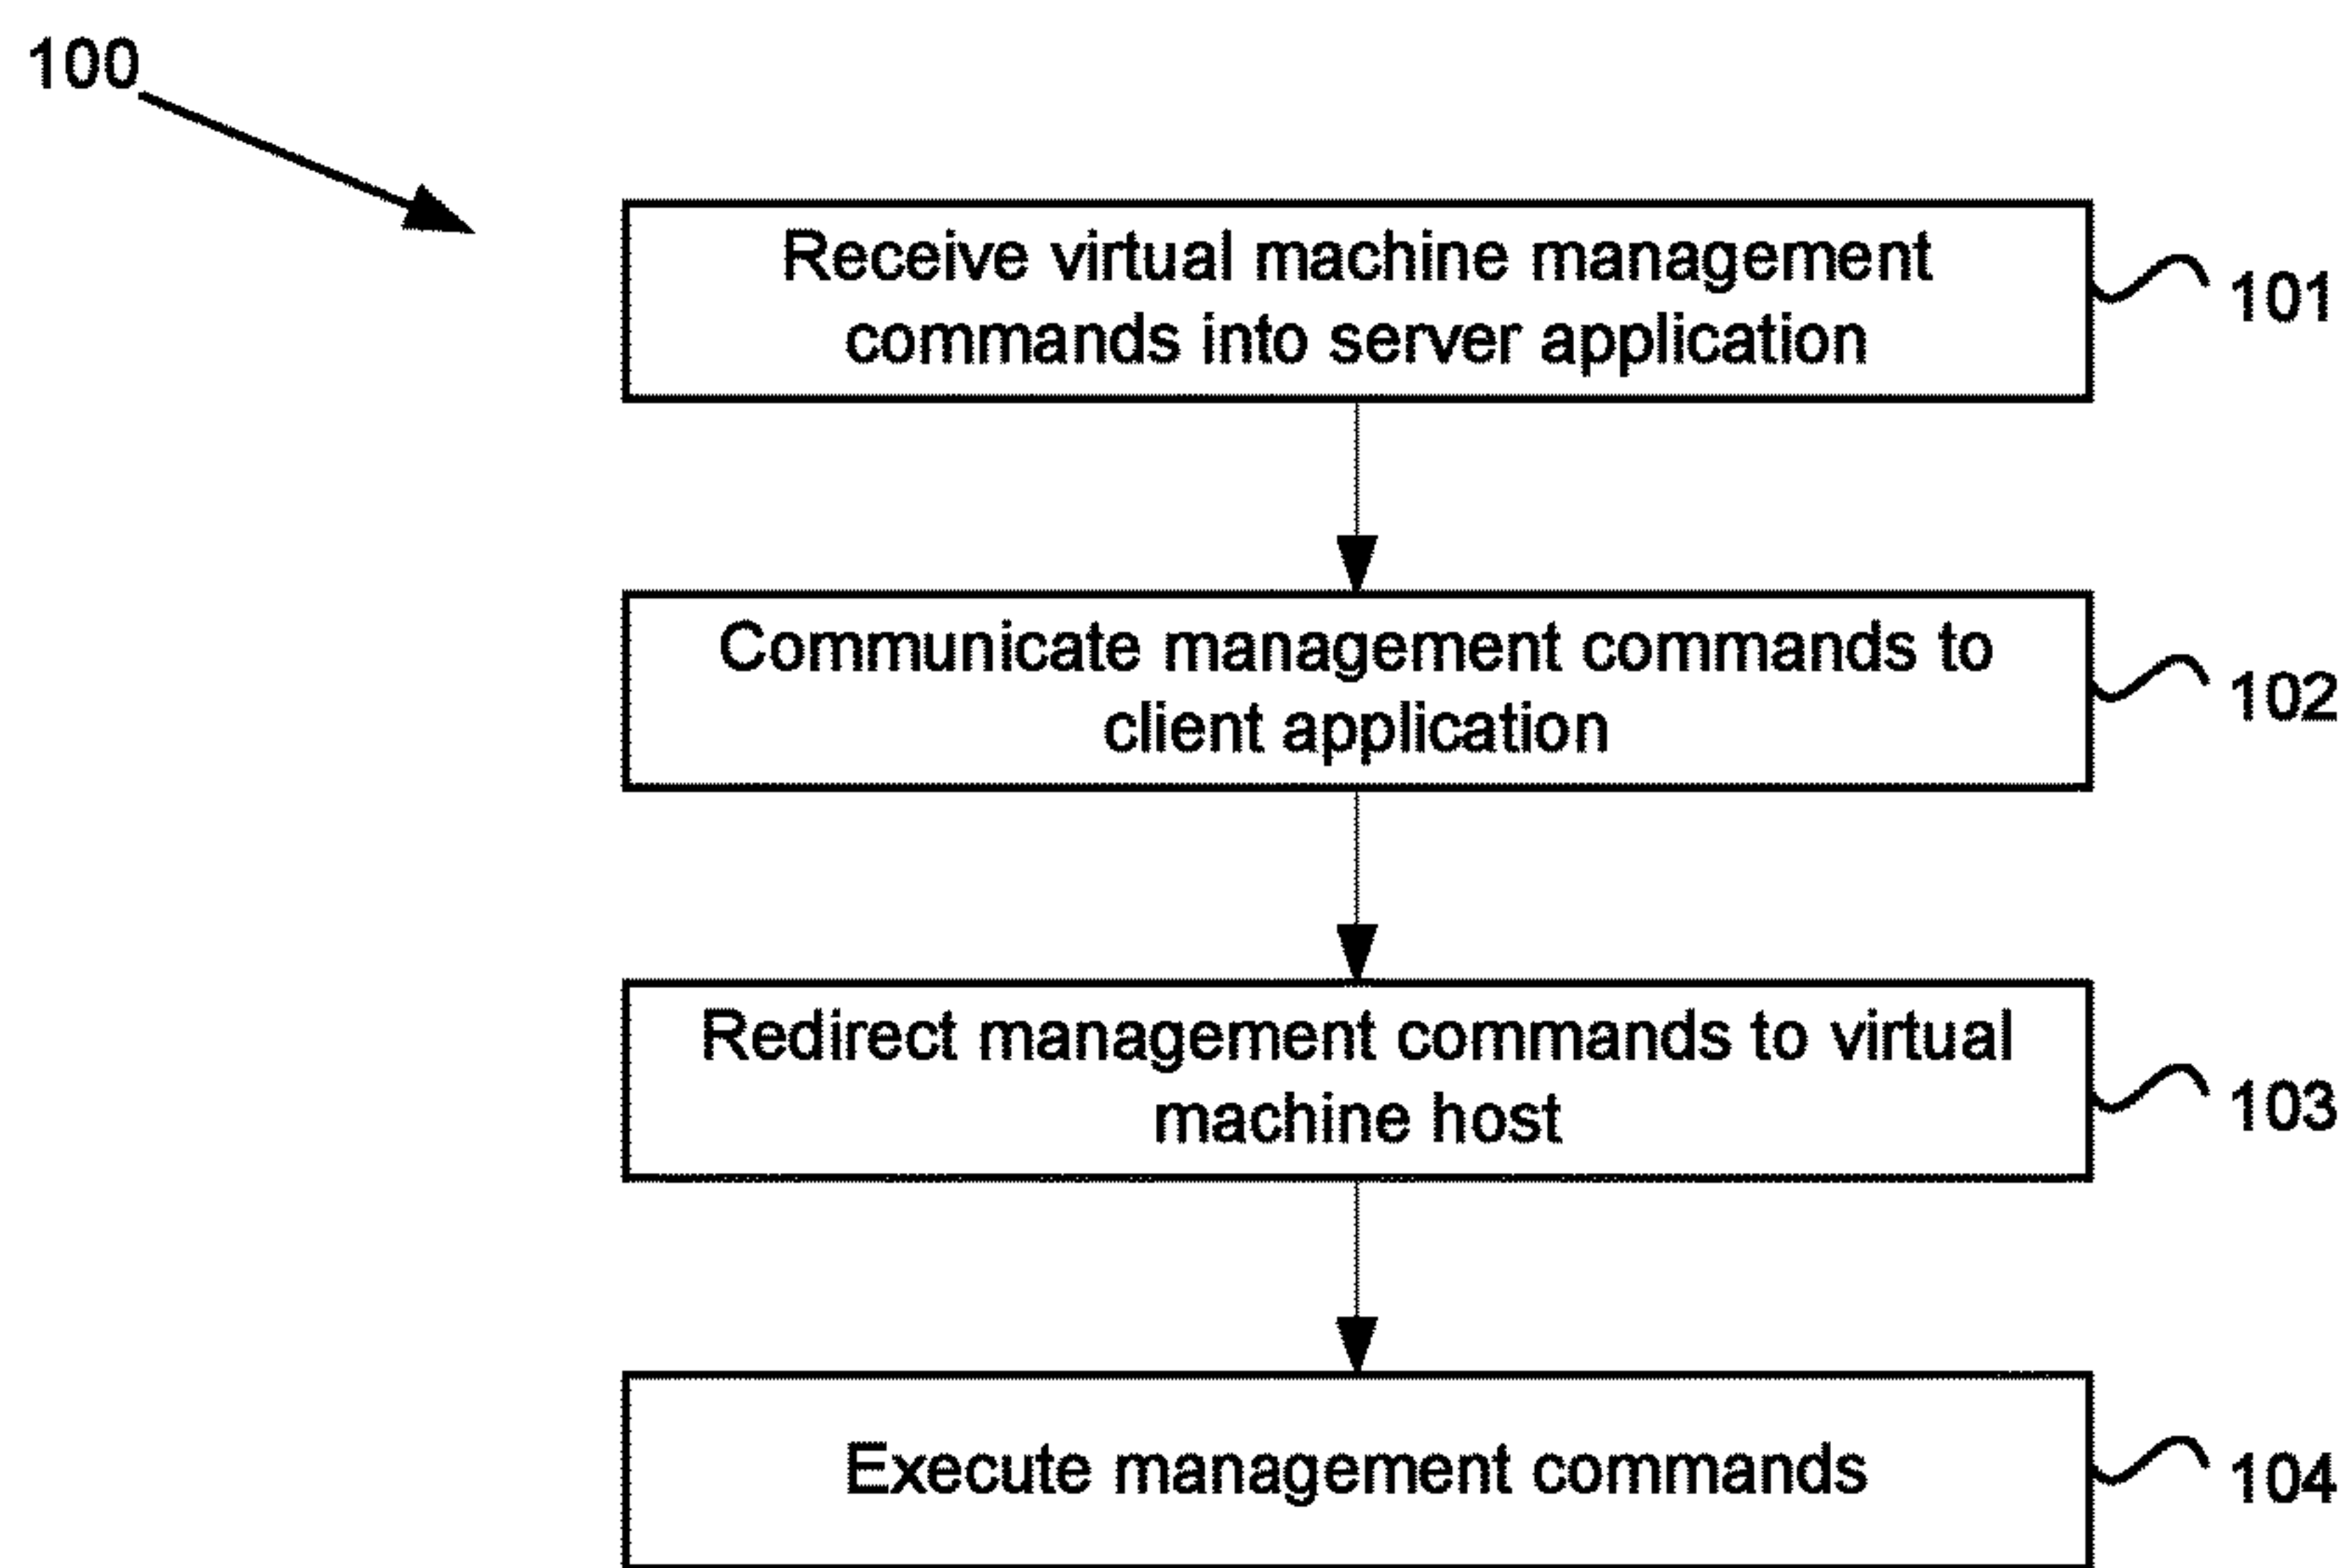 100
Receive virtual machine management
commands into server application
101
Communicate management commands to
client application
102
Redirect management commands to virtual
machine host
103
Execute management commands
104